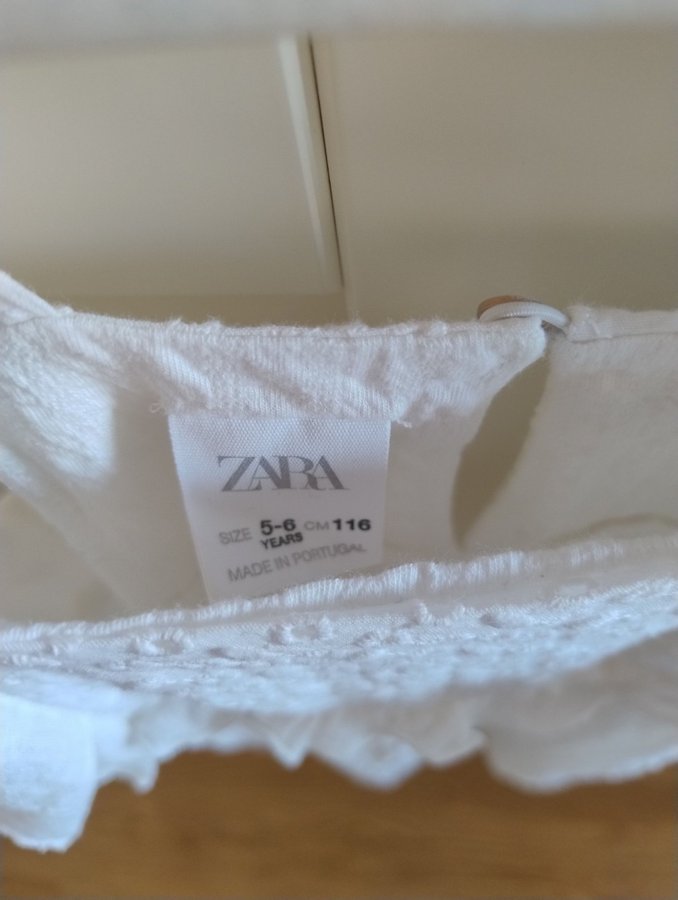 ZARA
SIZE 5-6 CM 116
YEARS
MADE IN PORTUGAL